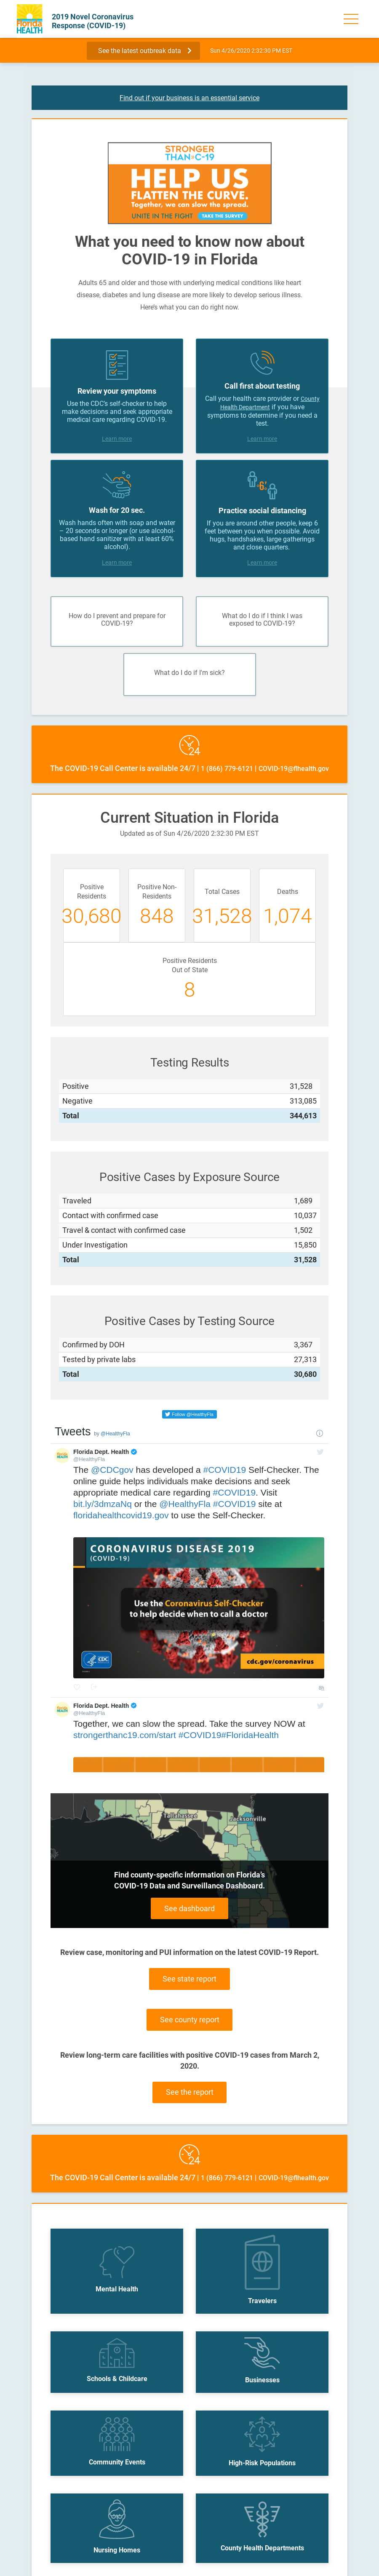 Florida
HEALTH
2019 Novel Coronavirus
Response (COVID-19)
See the latest outbreak data
Sun 4/26/2020 2:32:30 PM EST
Find out if your business is an essential service
STRONGER
THAN C-19
HELP US
FLATTEN THE CURVE.
Together, we can slow the spread.
UNITE IN THE FIGHT TAKE THE SURVEY
What you need to know now about
COVID-19 in Florida
Adults 65 and older and those with underlying medical conditions like heart
disease, diabetes and lung disease are more likely to develop serious illness.
Here's what you can do right now.
Review your symptoms
Use the CDC's self-checker to help
make decisions and seek appropriate
medical care regarding COVID-19.
Learn more
Call first about testing
Call your health care provider or County
Health Department if you have
symptoms to determine if you need a
test.
Learn more
Wash for 20 sec.
Wash hands often with soap and water
– 20 seconds or longer (or use alcohol-
based hand sanitizer with at least 60%
alcohol).
Learn more
6'
Practice social distancing
If you are around other people, keep 6
feet between you when possible. Avoid
hugs, handshakes, large gatherings
and close quarters.
Learn more
How do I prevent and prepare for
COVID-19?
What do I do if I think I was
exposed to COVID-19?
What do I do if I'm sick?
24
The COVID-19 Call Center is available 24/7 | 1 (866) 779-6121 | COVID-19@flhealth.gov
Current Situation in Florida
Updated as of Sun 4/26/2020 2:32:30 PM EST
Positive
Residents
30,680
Positive Non-
Residents
848
Total Cases
31,528
Deaths
1,074
Positive Residents
Out of State
8
Testing Results
Positive 31,528
Negative 313,085
Total 344,613
Positive Cases by Exposure Source
Traveled 1,689
Contact with confirmed case 10,037
Travel & contact with confirmed case 1,502
Under Investigation 15,850
Total 31,528
Positive Cases by Testing Source
Confirmed by DOH 3,367
Tested by private labs 27,313
Total 30,680
Follow @HealthyFla
Tweets by @HealthyFla
Florida Dept. Health
@HealthyFla
The @CDCgov has developed a #COVID19 Self-Checker. The
online guide helps individuals make decisions and seek
appropriate medical care regarding #COVID19. Visit
bit.ly/3dmzaNq or the @HealthyFla #COVID19 site at
floridahealthcovid19.gov to use the Self-Checker.
CORONAVIRUS DISEASE 2019
(COVID-19)
Use the Coronavirus Self-Checker
to help decide when to call a doctor
CDC
cdc.gov/coronavirus
Florida Dept. Health
@HealthyFla
Together, we can slow the spread. Take the survey NOW at
strongerthanc19.com/start #COVID19#FloridaHealth
Tallahassee
Jacksonville
Find county-specific information on Florida's
COVID-19 Data and Surveillance Dashboard.
See dashboard
Review case, monitoring and PUI information on the latest COVID-19 Report.
See state report
See county report
Review long-term care facilities with positive COVID-19 cases from March 2,
2020.
See the report
24
The COVID-19 Call Center is available 24/7 | 1 (866) 779-6121 | COVID-19@flhealth.gov
Mental Health
Travelers
Schools & Childcare
Businesses
Community Events
High-Risk Populations
Nursing Homes
County Health Departments